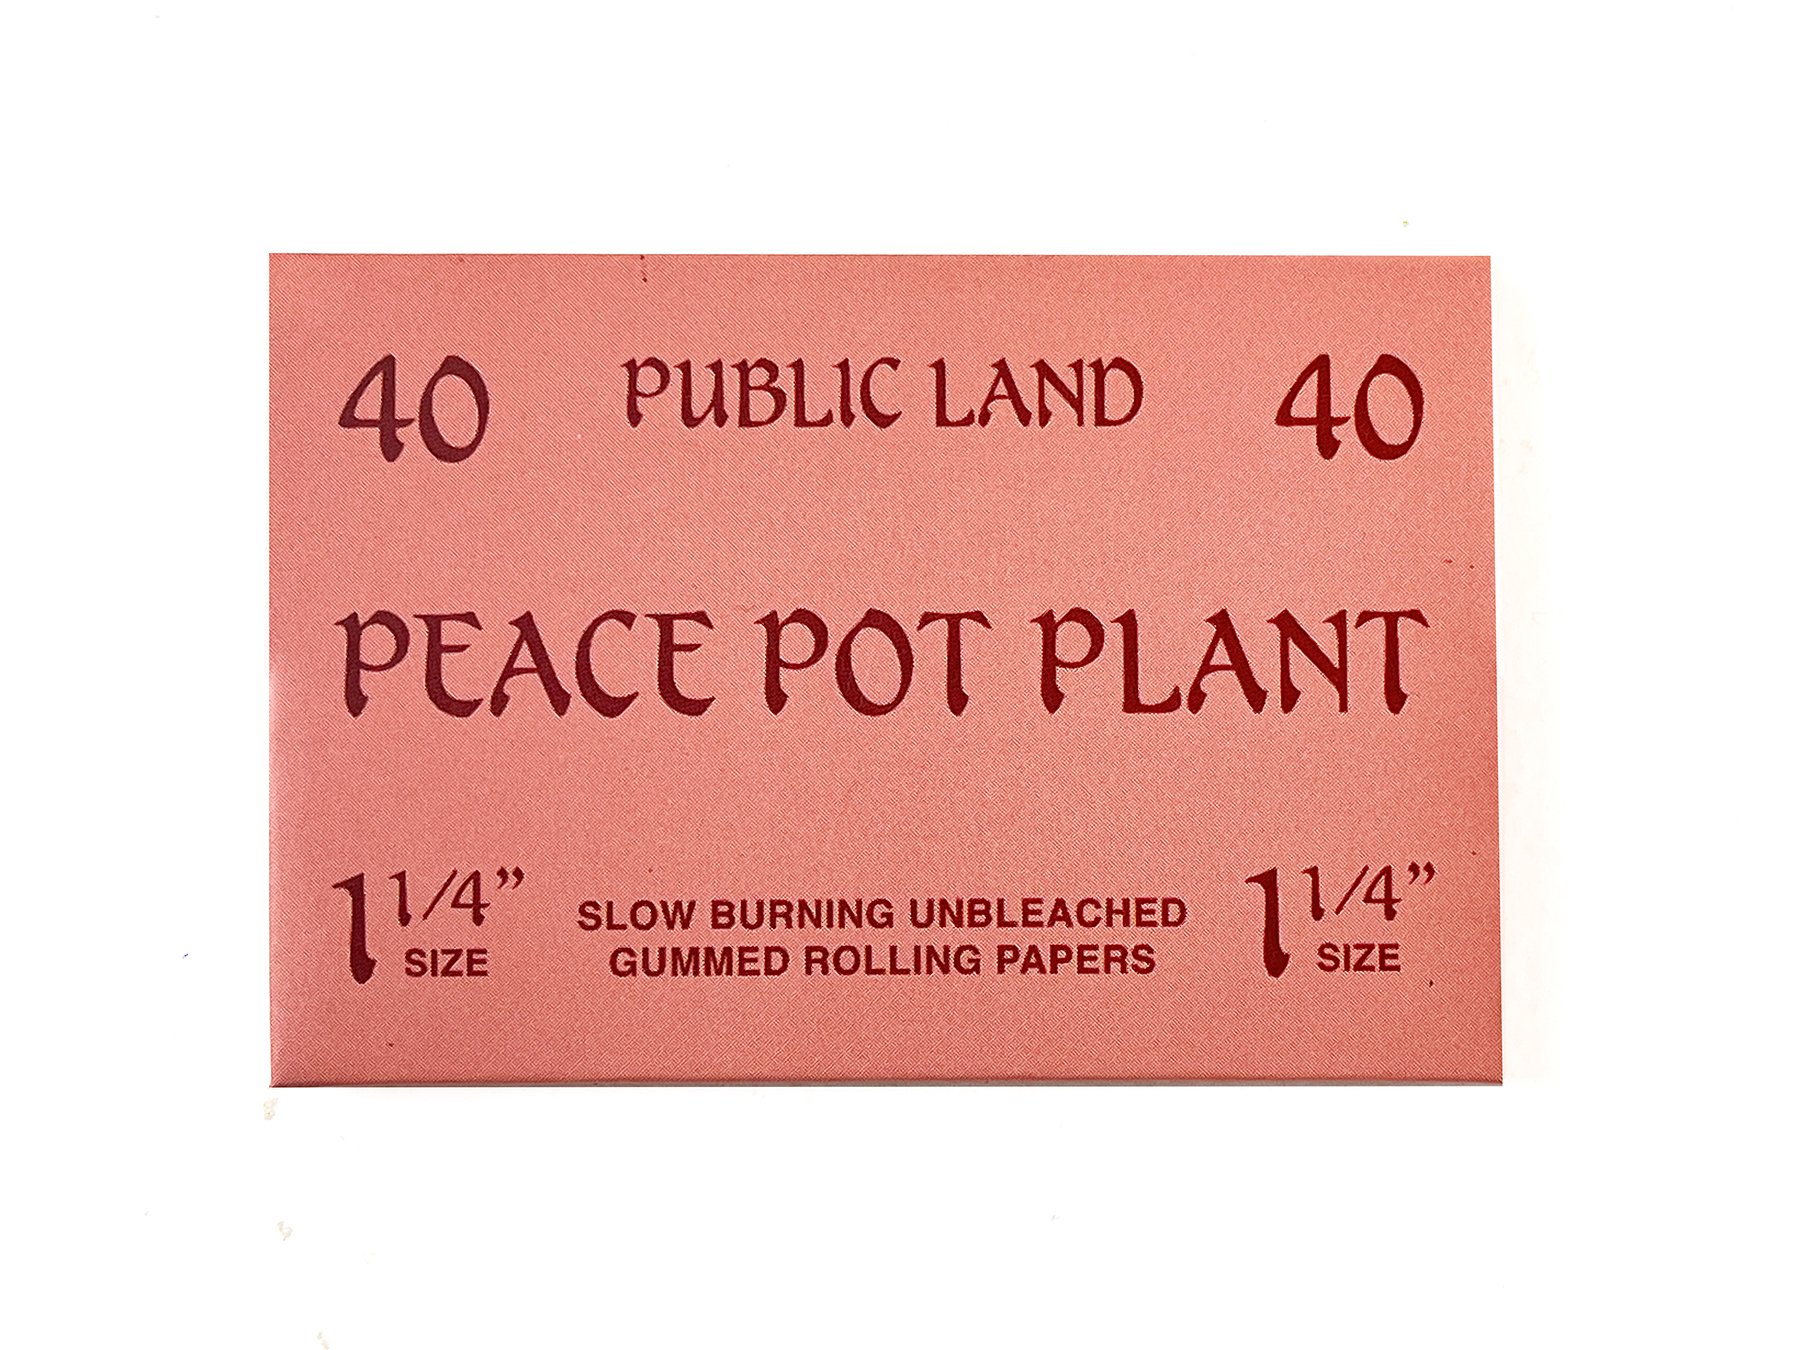 40 PUBLIC LAND 40
PEACE POT PLANT
1 1/4” SIZE
SLOW BURNING UNBLEACHED
GUMMED ROLLING PAPERS
1 1/4” SIZE